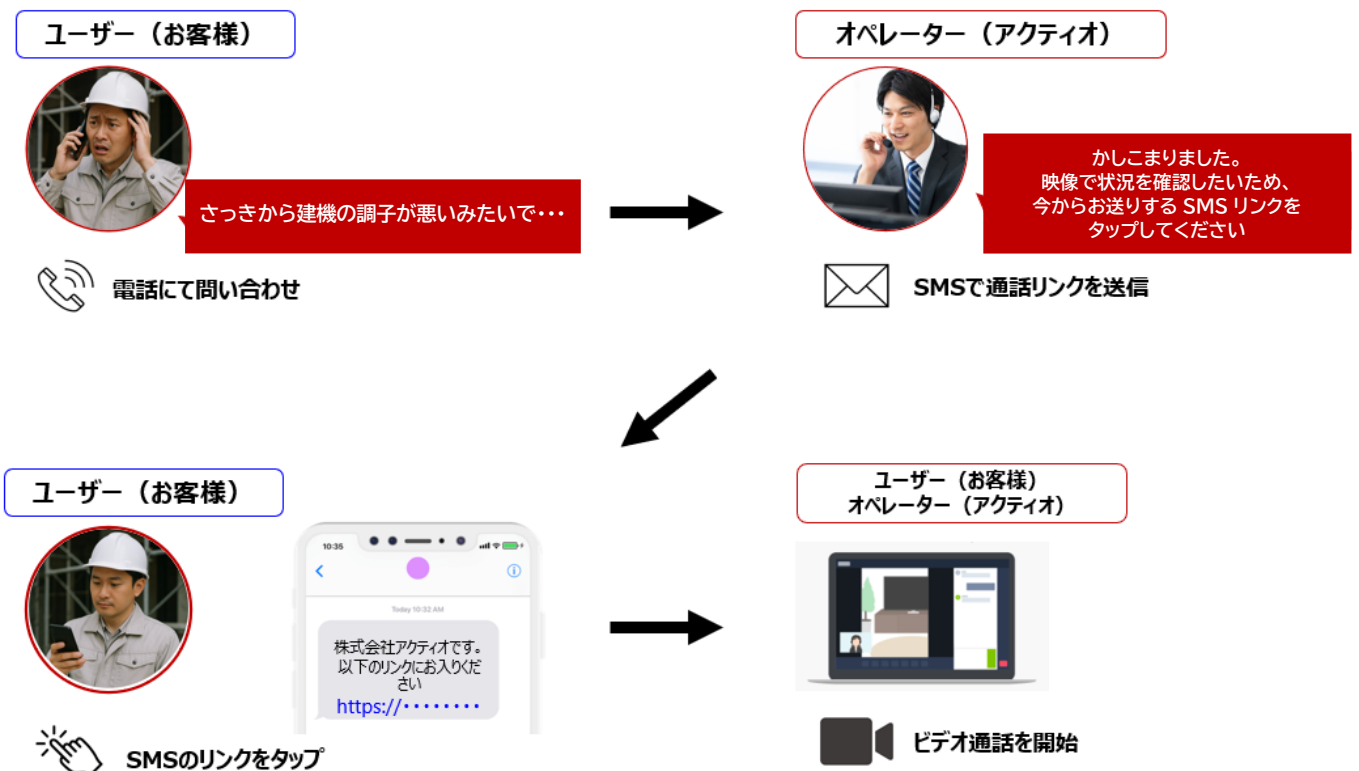 ユーザー（お客様）
オペレーター（アクティオ）
さっきから建機の調子が悪いみたいで・・・
かしこまりました。
映像で状況を確認したいため、
今からお送りする SMS リンクを
タップしてください
電話にて問い合わせ
SMSで通話リンクを送信
ユーザー（お客様）
10:35
Today 10:32 AM
株式会社アクティオです。
以下のリンクにお入りくだ
さい
https://・・・・・・・・
SMSのリンクをタップ
ユーザー（お客様）
オペレーター（アクティオ）
ビデオ通話を開始